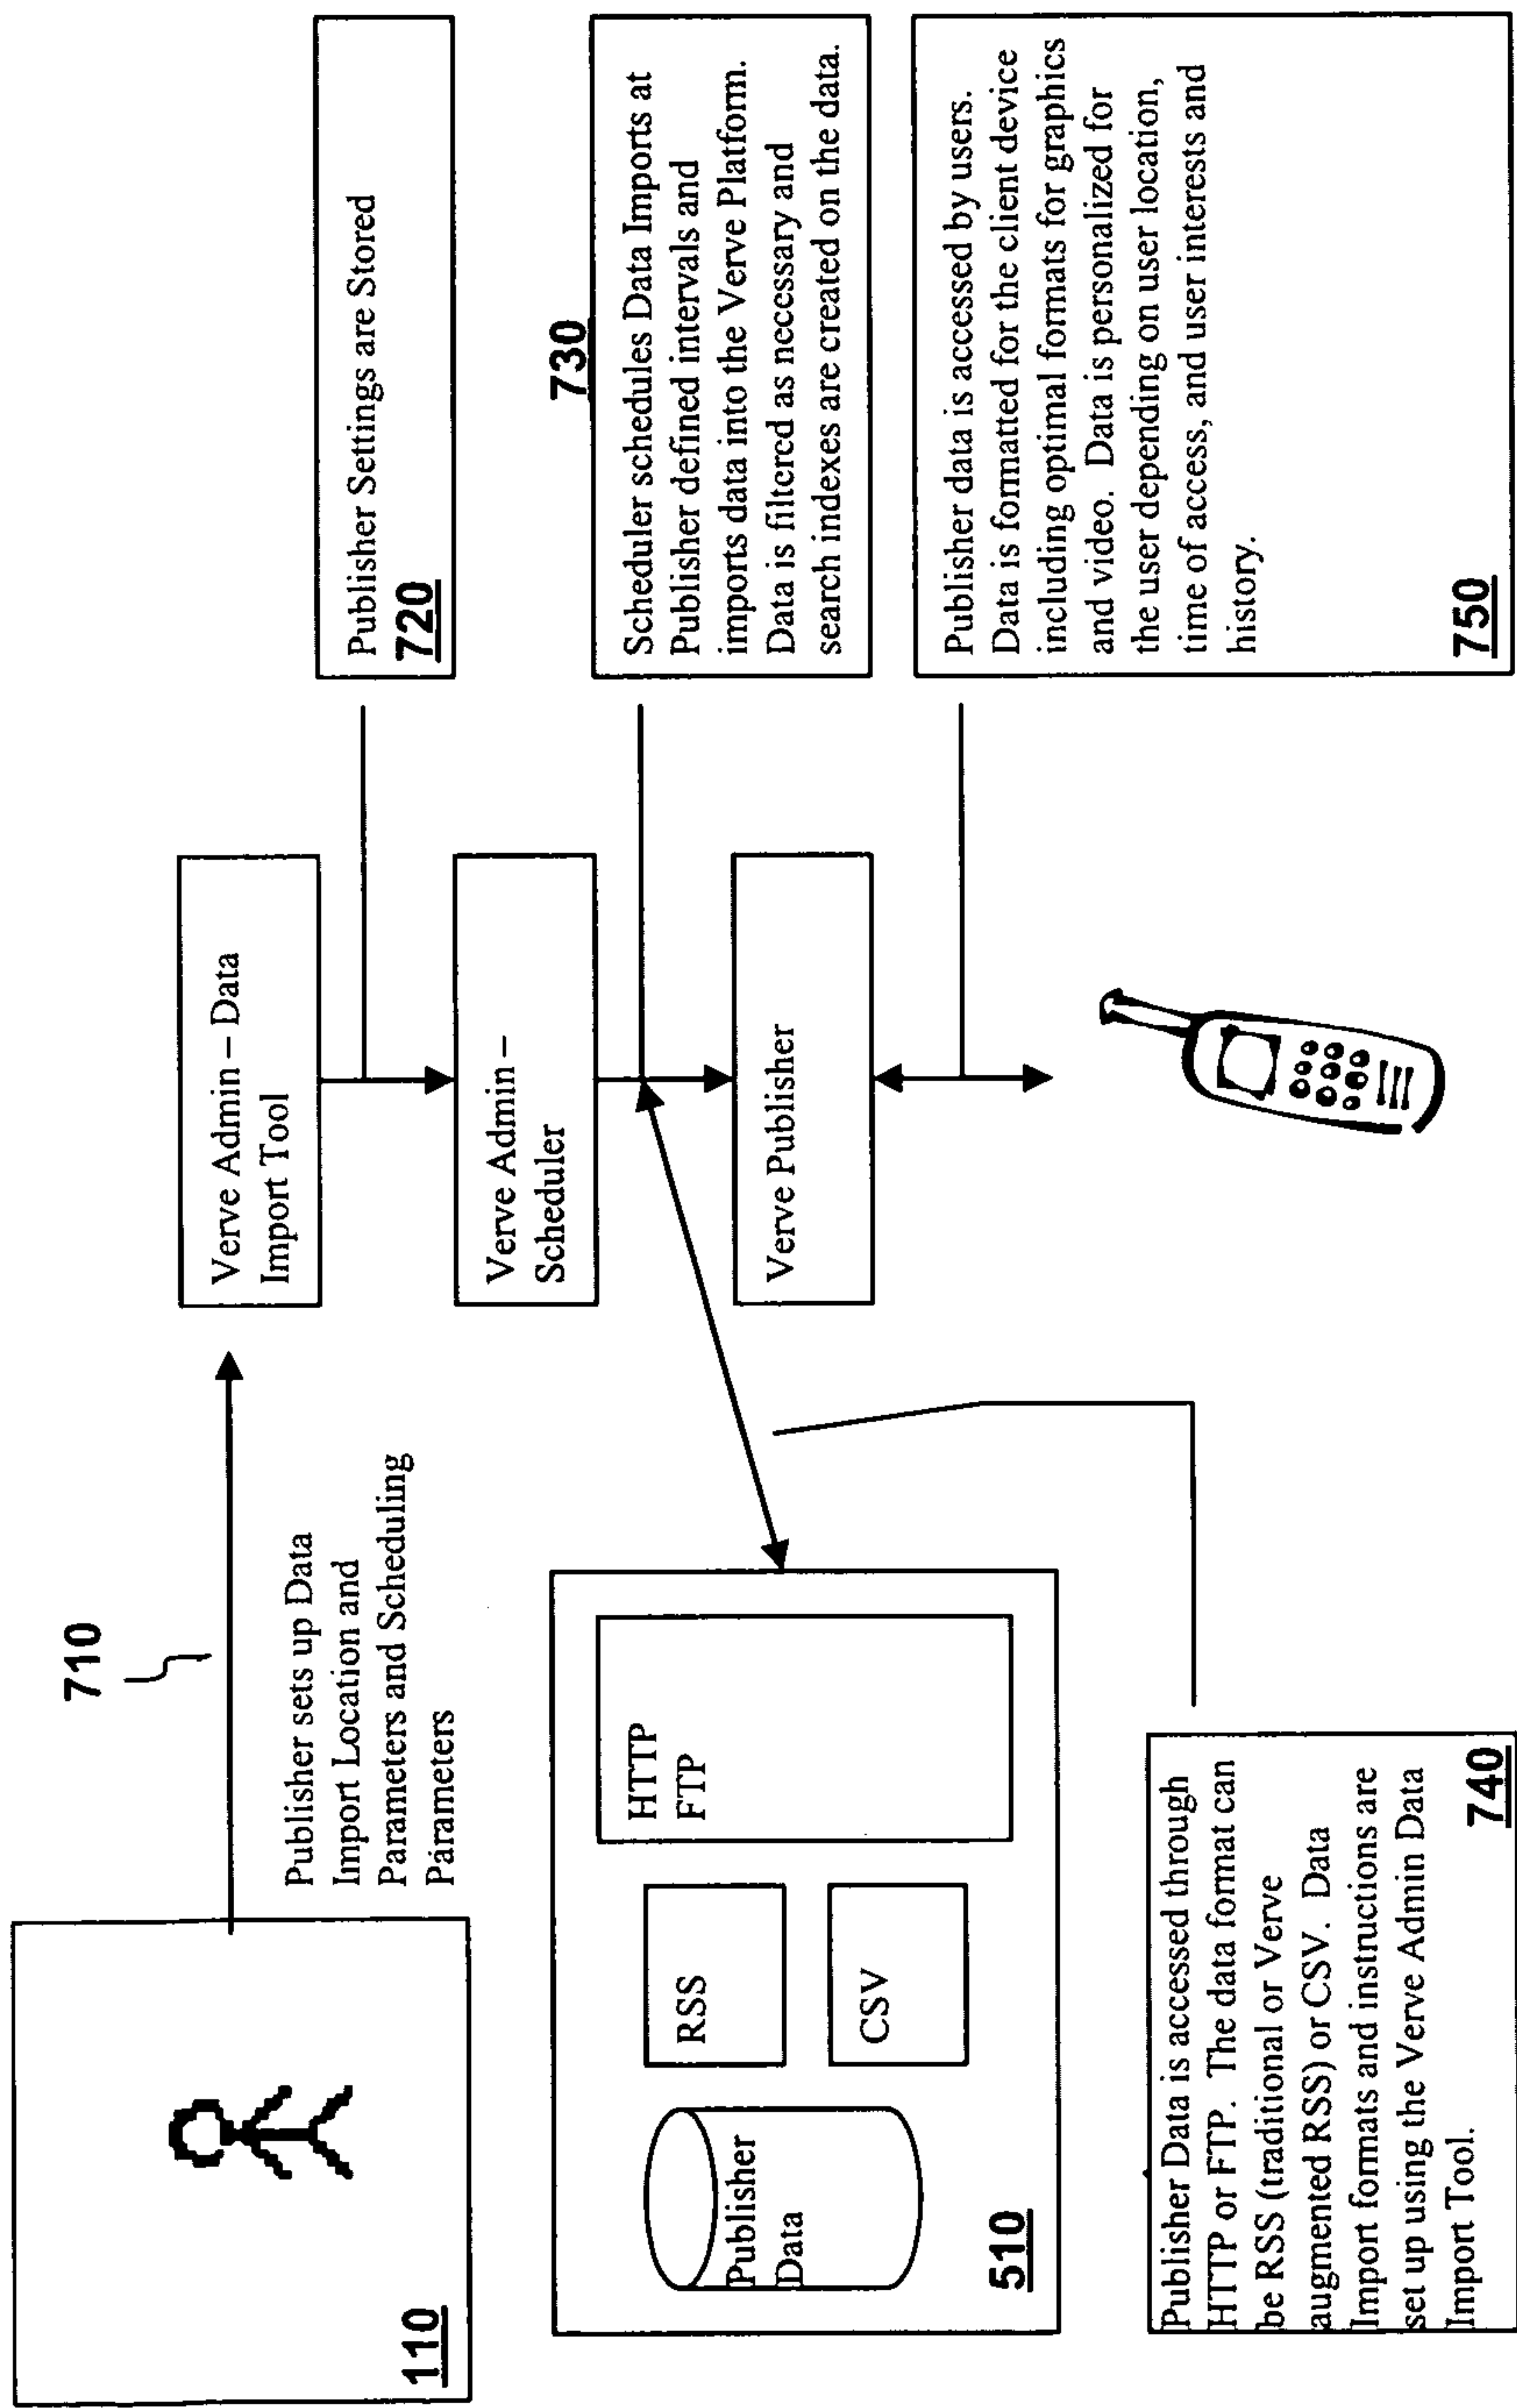 710
Publisher sets up Data
Import Location and
Parameters and Scheduling
Parameters
110
Verve Admin – Data
Import Tool
Publisher Settings are Stored
720
Verve Admin –
Scheduler
730
Scheduler schedules Data Imports at
Publisher defined intervals and
imports data into the Verve Platform.
Data is filtered as necessary and
search indexes are created on the data.
Publisher
Data
RSS
CSV
HTTP
FTP
510
Verve Publisher
Publisher data is accessed by users.
Data is formatted for the client device
including optimal formats for graphics
and video. Data is personalized for
the user depending on user location,
time of access, and user interests and
history.
750
Publisher Data is accessed through
HTTP or FTP. The data format can
be RSS (traditional or Verve
augmented RSS) or CSV. Data
Import formats and instructions are
set up using the Verve Admin Data
Import Tool.
740